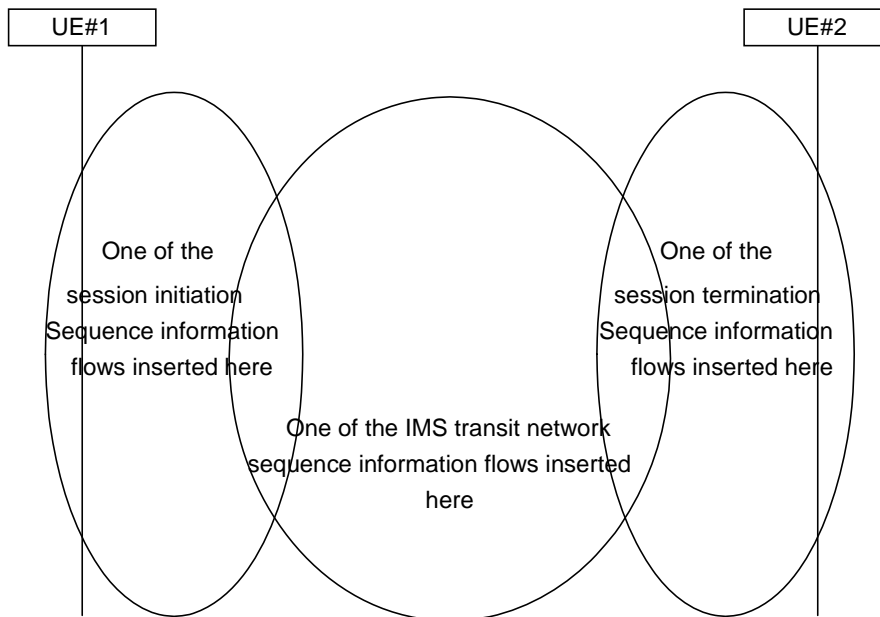 UE#1
UE#2
One of the
session initiation
Sequence information
flows inserted here
One of the
session termination
Sequence information
flows inserted here
One of the IMS transit network
sequence information flows inserted
here